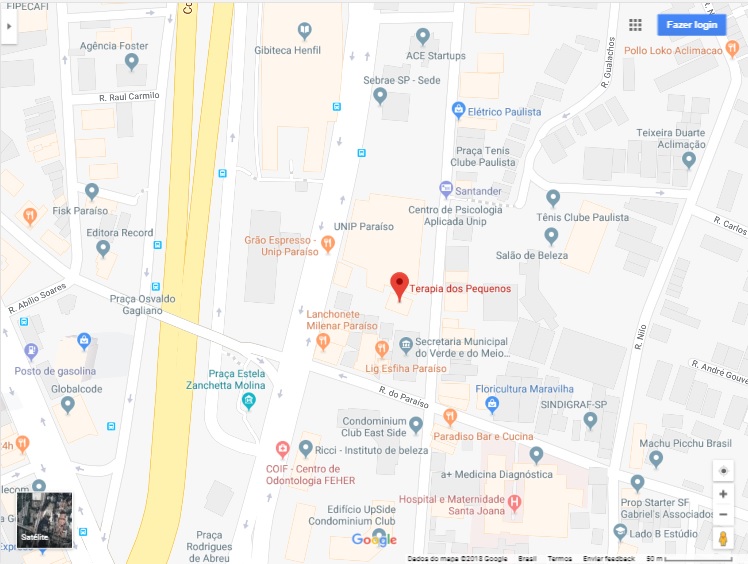 FIPECAFI
Co
Agência Foster
Gibiteca Henfil
ACE Startups
Fazer login
Pollo Loko Aclimacao
Sebrae SP - Sede
R. Gualachos
R. Raul Carmilo
Elétrico Paulista
Teixeira Duarte
Aclimação
Praça Tenis
Clube Paulista
Santander
Fisk Paraíso
Centro de Psicologia
Aplicada Unip
Tênis Clube Paulista
R. Carlos
Editora Record
UNIP Paraíso
Grão Espresso -
Unip Paraíso
Salão de Beleza
Terapia dos Pequenos
R. Abílio Soares
Praça Osvaldo
Gagliano
Lanchonete
Milenar Paraíso
Secretaria Municipal
do Verde e do Meio...
R. Nilo
Posto de gasolina
Lig Esfiha Paraíso
R. André Gouve
Praça Estela
Zanchetta Molina
Globalcode
R. do Paraíso
Floricultura Maravilha
SINDIGRAF-SP
Condominium
Club East Side
Paradiso Bar e Cucina
Machu Picchu Brasil
24h
Ricci - Instituto de beleza
COIF - Centro de
Odontologia FEHER
a+ Medicina Diagnóstica
Prop Starter SF
Gabriel's Associados
elecom
Hospital e Maternidade
Santa Joana
Satélite
Edifício UpSide
Condominium Club
Lado B Estúdio
Praça
Rodrigues
de Abreu
Express
Google
Dados do mapa ©2018 Google Brasil Termos Enviar feedback 50 m